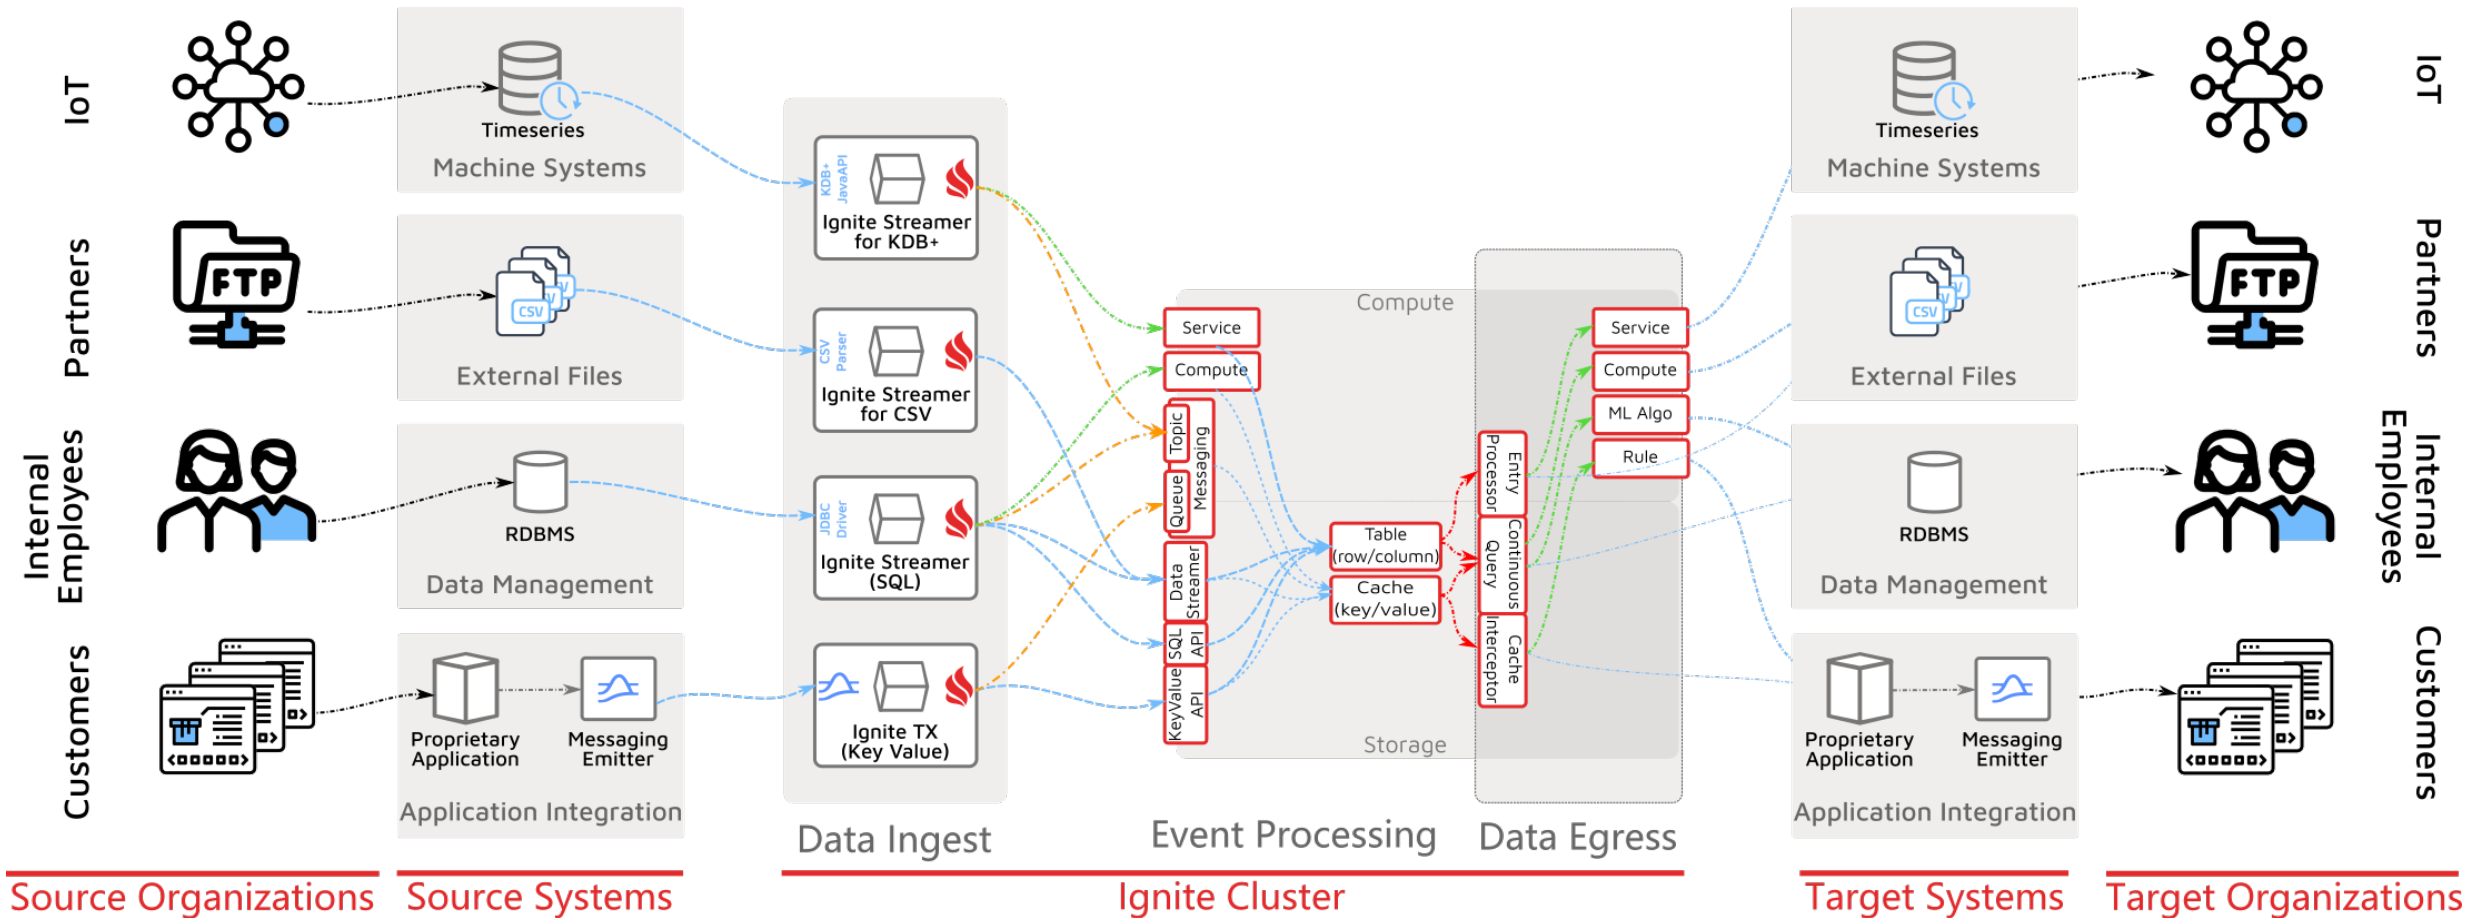 IoT
Partners
Internal
Employees
Customers
FTP
Timeseries
Machine Systems
CSV
External Files
RDBMS
Data Management
Proprietary
Application
Messaging
Emitter
Application Integration
KDB+
JavaAPI
Ignite Streamer
for KDB+
CSV
Parser
Ignite Streamer
for CSV
JDBC
Driver
Ignite Streamer
(SQL)
Ignite TX
(Key Value)
Data Ingest
Compute
Service
Compute
Topic
Queue
Messaging
Data
Streamer
SQL
API
KeyValue
API
Table
(row/column)
Cache
(key/value)
Storage
Event Processing
Entry
Processor
Continuous
Query
Cache
Interceptor
Service
Compute
ML Algo
Rule
Data Egress
Timeseries
Machine Systems
CSV
External Files
RDBMS
Data Management
Proprietary
Application
Messaging
Emitter
Application Integration
FTP
IoT
Partners
Internal
Employees
Customers
Source Organizations
Source Systems
Ignite Cluster
Target Systems
Target Organizations